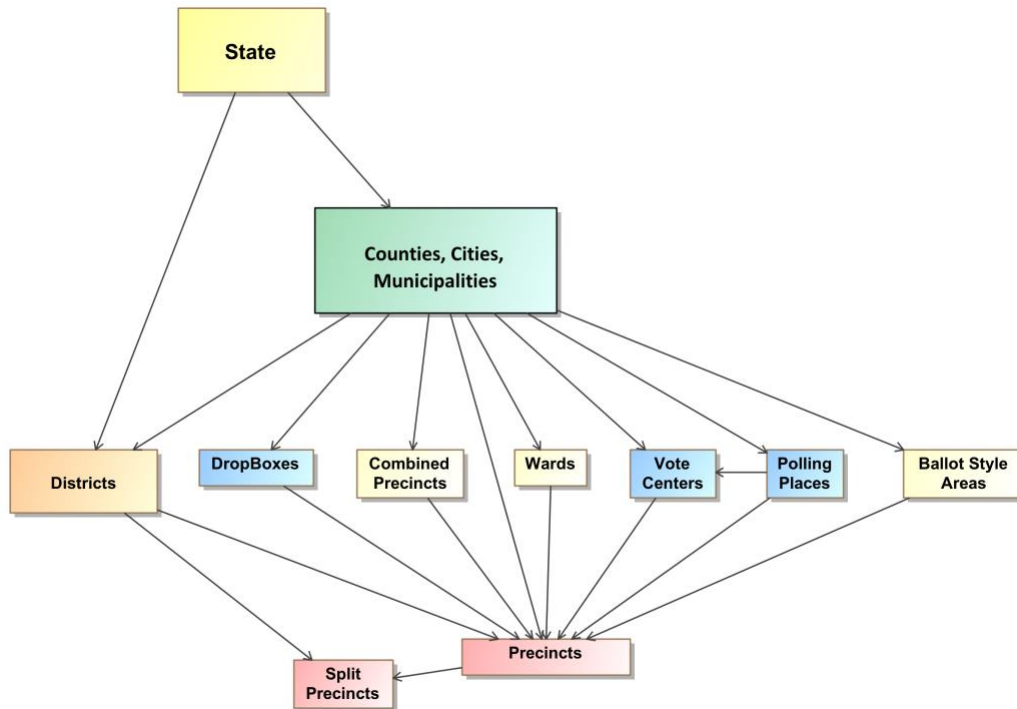 State
Counties, Cities,
Municipalities
Districts
DropBoxes
Combined
Precincts
Wards
Vote
Centers
Polling
Places
Ballot Style
Areas
Precincts
Split
Precincts